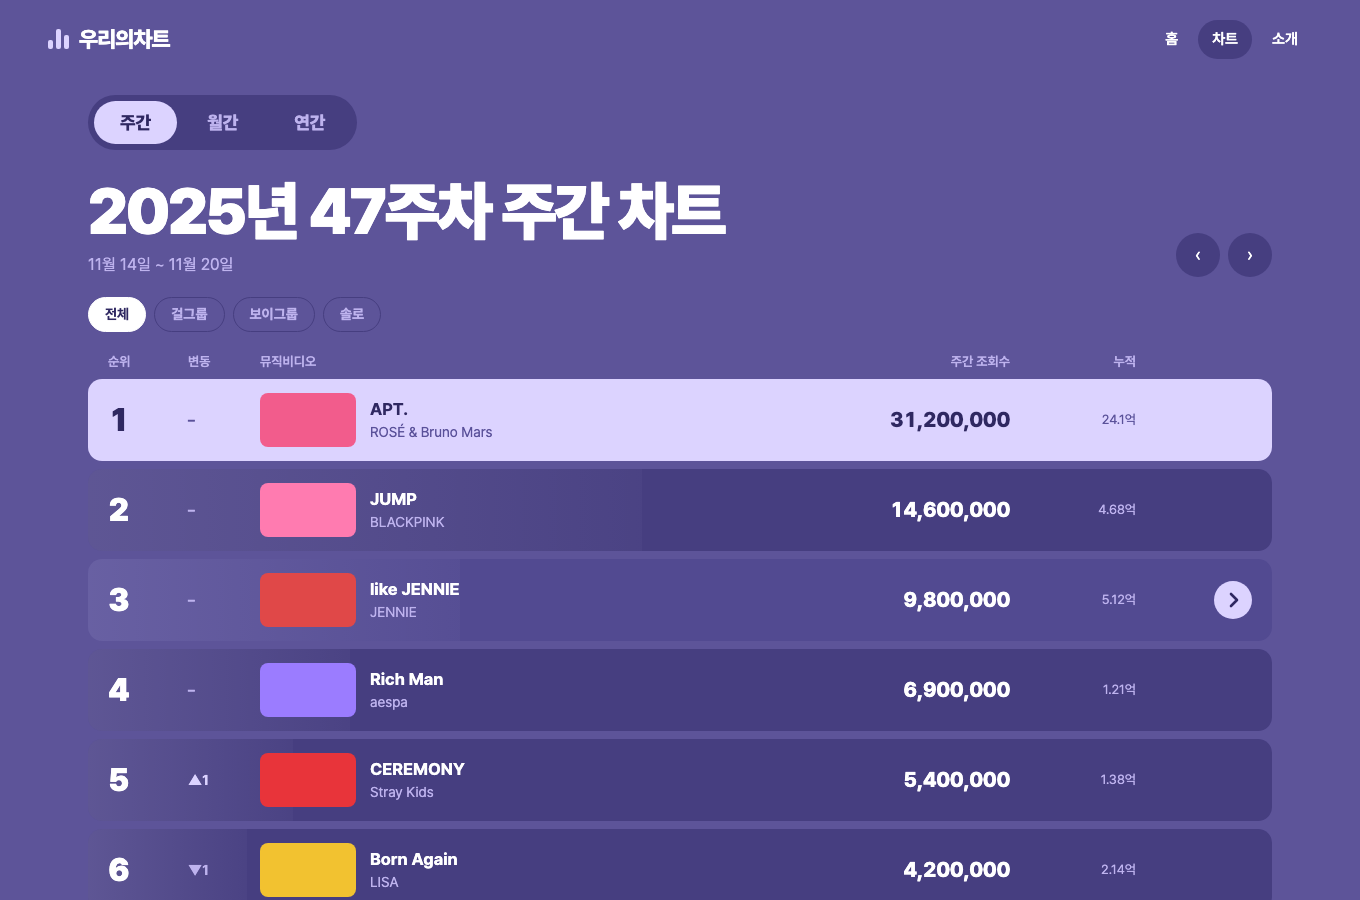 우리의차트
홈 차트 소개
주간 월간 연간
2025년 47주차 주간 차트
11월 14일 ~ 11월 20일
‹ ›
전체 걸그룹 보이그룹 솔로
순위 변동 뮤직비디오 주간 조회수 누적
1 – APT. 31,200,000 24.1억
ROSÉ & Bruno Mars
2 – JUMP 14,600,000 4.68억
BLACKPINK
3 – like JENNIE 9,800,000 5.12억
JENNIE
4 – Rich Man 6,900,000 1.21억
aespa
5 ▲1 CEREMONY 5,400,000 1.38억
Stray Kids
6 ▼1 Born Again 4,200,000 2.14억
LISA